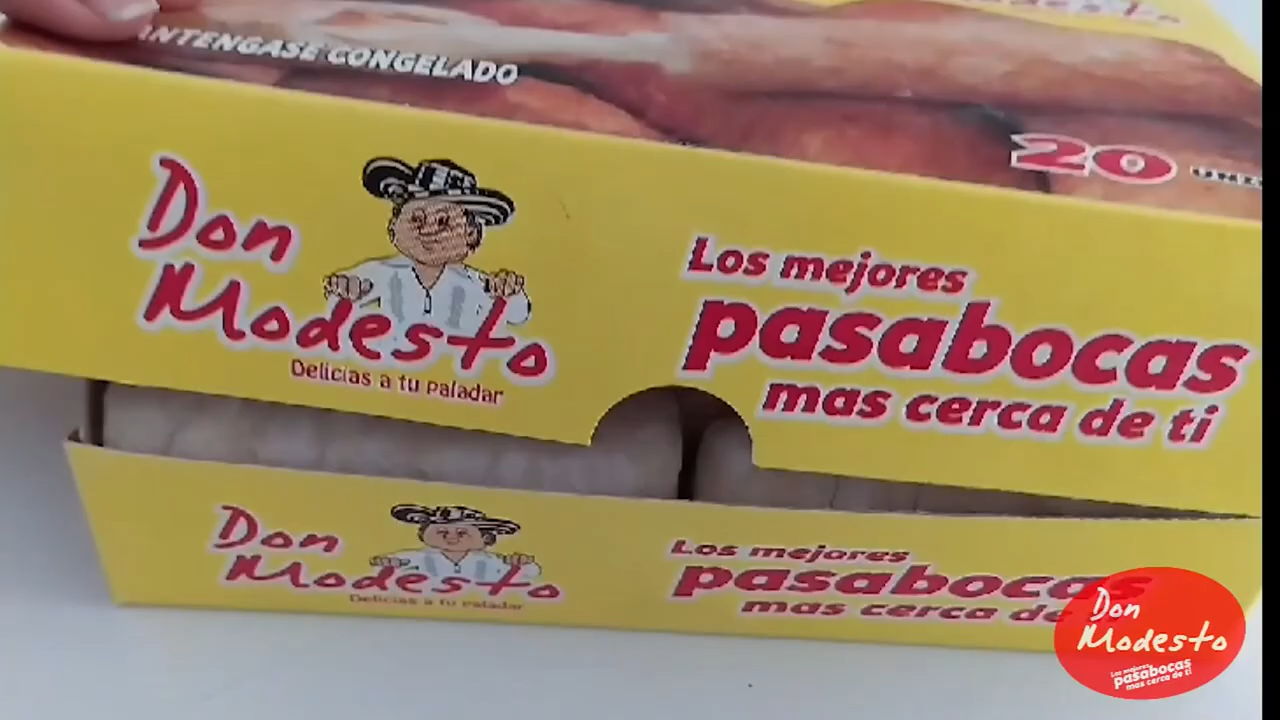 MANTENGASE CONGELADO
20
Don
Modesto
Delicias a tu Paladar
Los mejores
pasabocas
mas cerca de ti
Don
Modesto
Delicias a tu Paladar
Los mejores
pasabocas
mas cerca de
Don
Modesto
Los mejores
pasabocas
mas cerca de ti